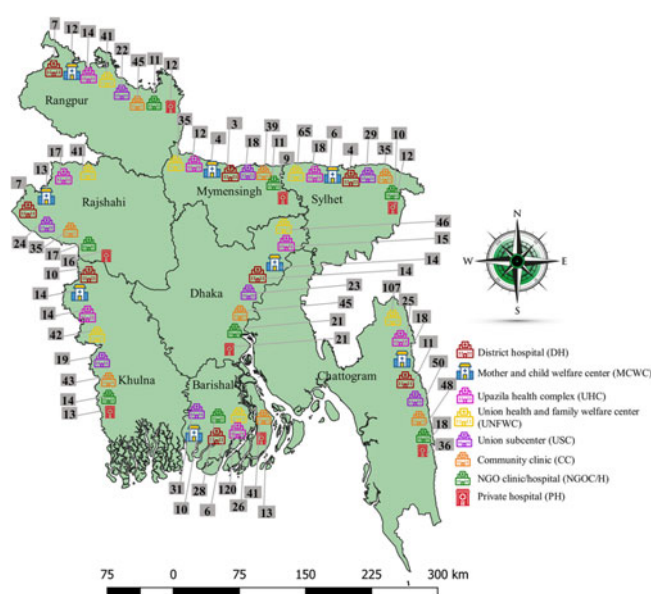 7 12 14 41 22 45 11 12
Rangpur
35 12 4 3 18 39 11 9 65 18 6 4 29 35 10 12
Mymensingh
Sylhet
7 13 17 41
Rajshahi
24 35 17 16
46
15
14
14
23
45
21
21
Dhaka
N
W E
S
10
14
14
42
19
43
14
13
Khulna
Barishal
31 10 28 6 120 26 41 13
107
25
18
11
50
48
18
36
Chattogram
District hospital (DH)
Mother and child welfare center (MCWC)
Upazila health complex (UHC)
Union health and family welfare center
(UNFWC)
Union subcenter (USC)
Community clinic (CC)
NGO clinic/hospital (NGOC/H)
Private hospital (PH)
75 0 75 150 225 300 km